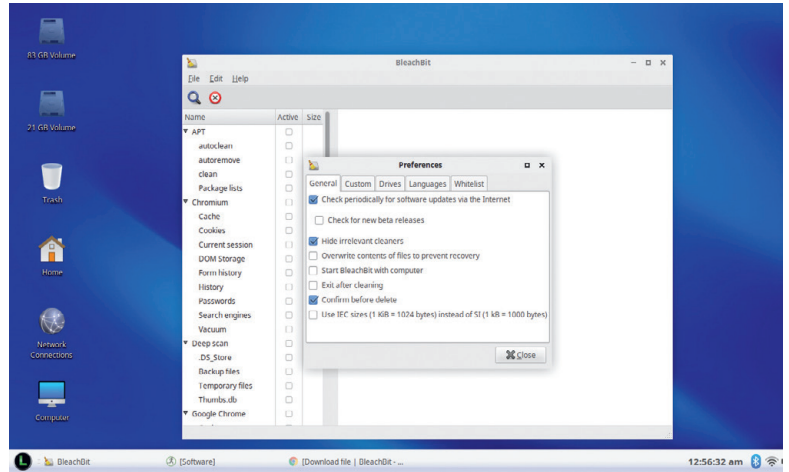 83 GB Volume
21 GB Volume
Trash
Home
Network
Connections
Computer
BleachBit
File Edit Help
Name Active Size
APT
autoclean
autoremove
clean
Package lists
Chromium
Cache
Cookies
Current session
DOM Storage
Form history
History
Passwords
Search engines
Vacuum
Deep scan
.DS_Store
Backup files
Temporary files
Thumbs.db
Google Chrome
Preferences
General Custom Drives Languages Whitelist
Check periodically for software updates via the Internet
Check for new beta releases
Hide irrelevant cleaners
Overwrite contents of files to prevent recovery
Start BleachBit with computer
Exit after cleaning
Confirm before delete
Use IEC sizes (1 KiB = 1024 bytes) instead of SI (1 kB = 1000 bytes)
Close
L BleachBit [Software] [Download file | BleachBit - ... 12:56:32 am